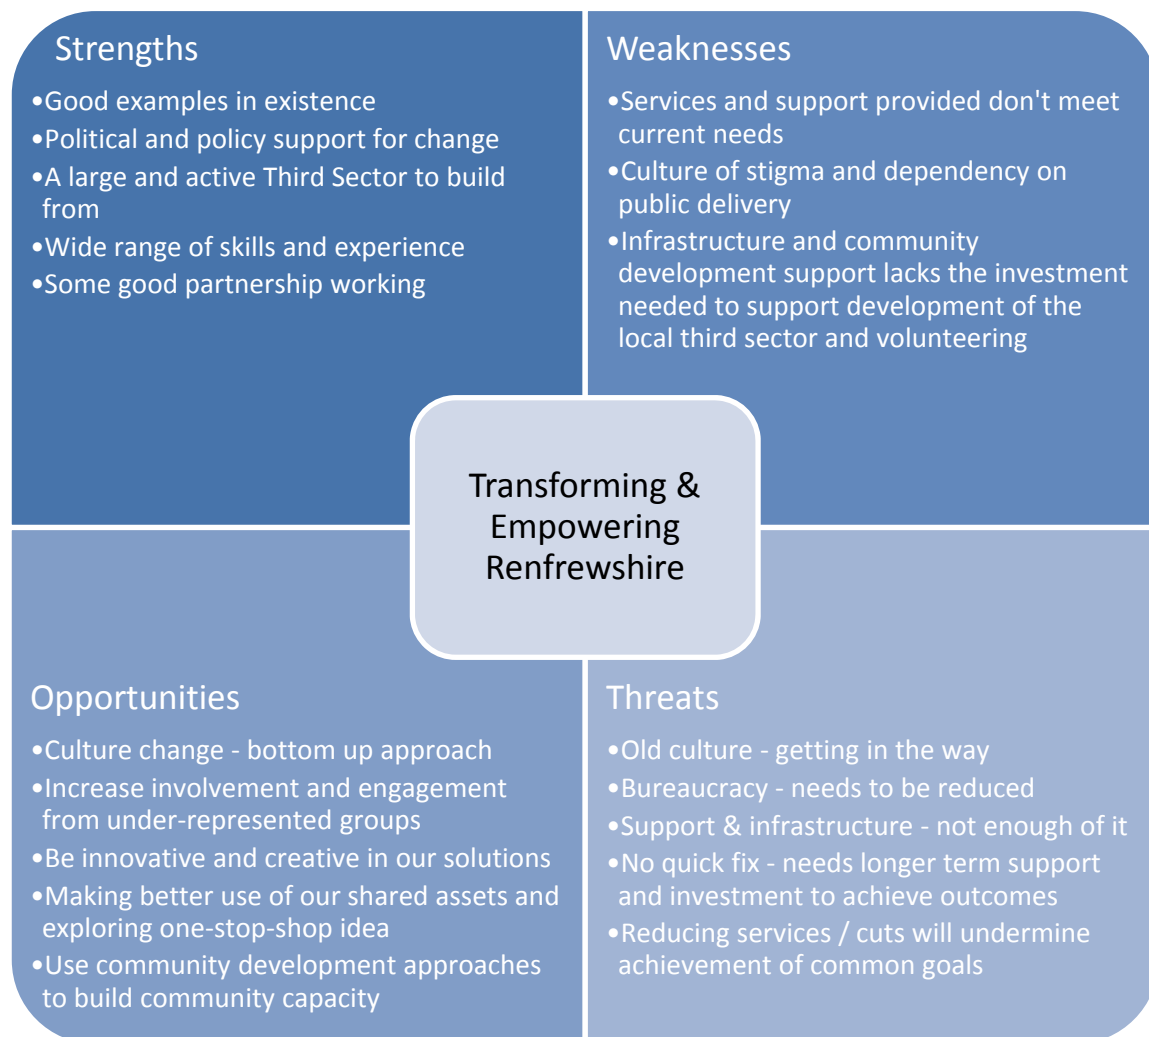 Strengths
•Good examples in existence
•Political and policy support for change
•A large and active Third Sector to build
from
•Wide range of skills and experience
•Some good partnership working
Weaknesses
•Services and support provided don't meet
current needs
•Culture of stigma and dependency on
public delivery
•Infrastructure and community
development support lacks the investment
needed to support development of the
local third sector and volunteering
Transforming &
Empowering
Renfrewshire
Opportunities
•Culture change - bottom up approach
•Increase involvement and engagement
from under-represented groups
•Be innovative and creative in our solutions
•Making better use of our shared assets and
exploring one-stop-shop idea
•Use community development approaches
to build community capacity
Threats
•Old culture - getting in the way
•Bureaucracy - needs to be reduced
•Support & infrastructure - not enough of it
•No quick fix - needs longer term support
and investment to achieve outcomes
•Reducing services / cuts will undermine
achievement of common goals